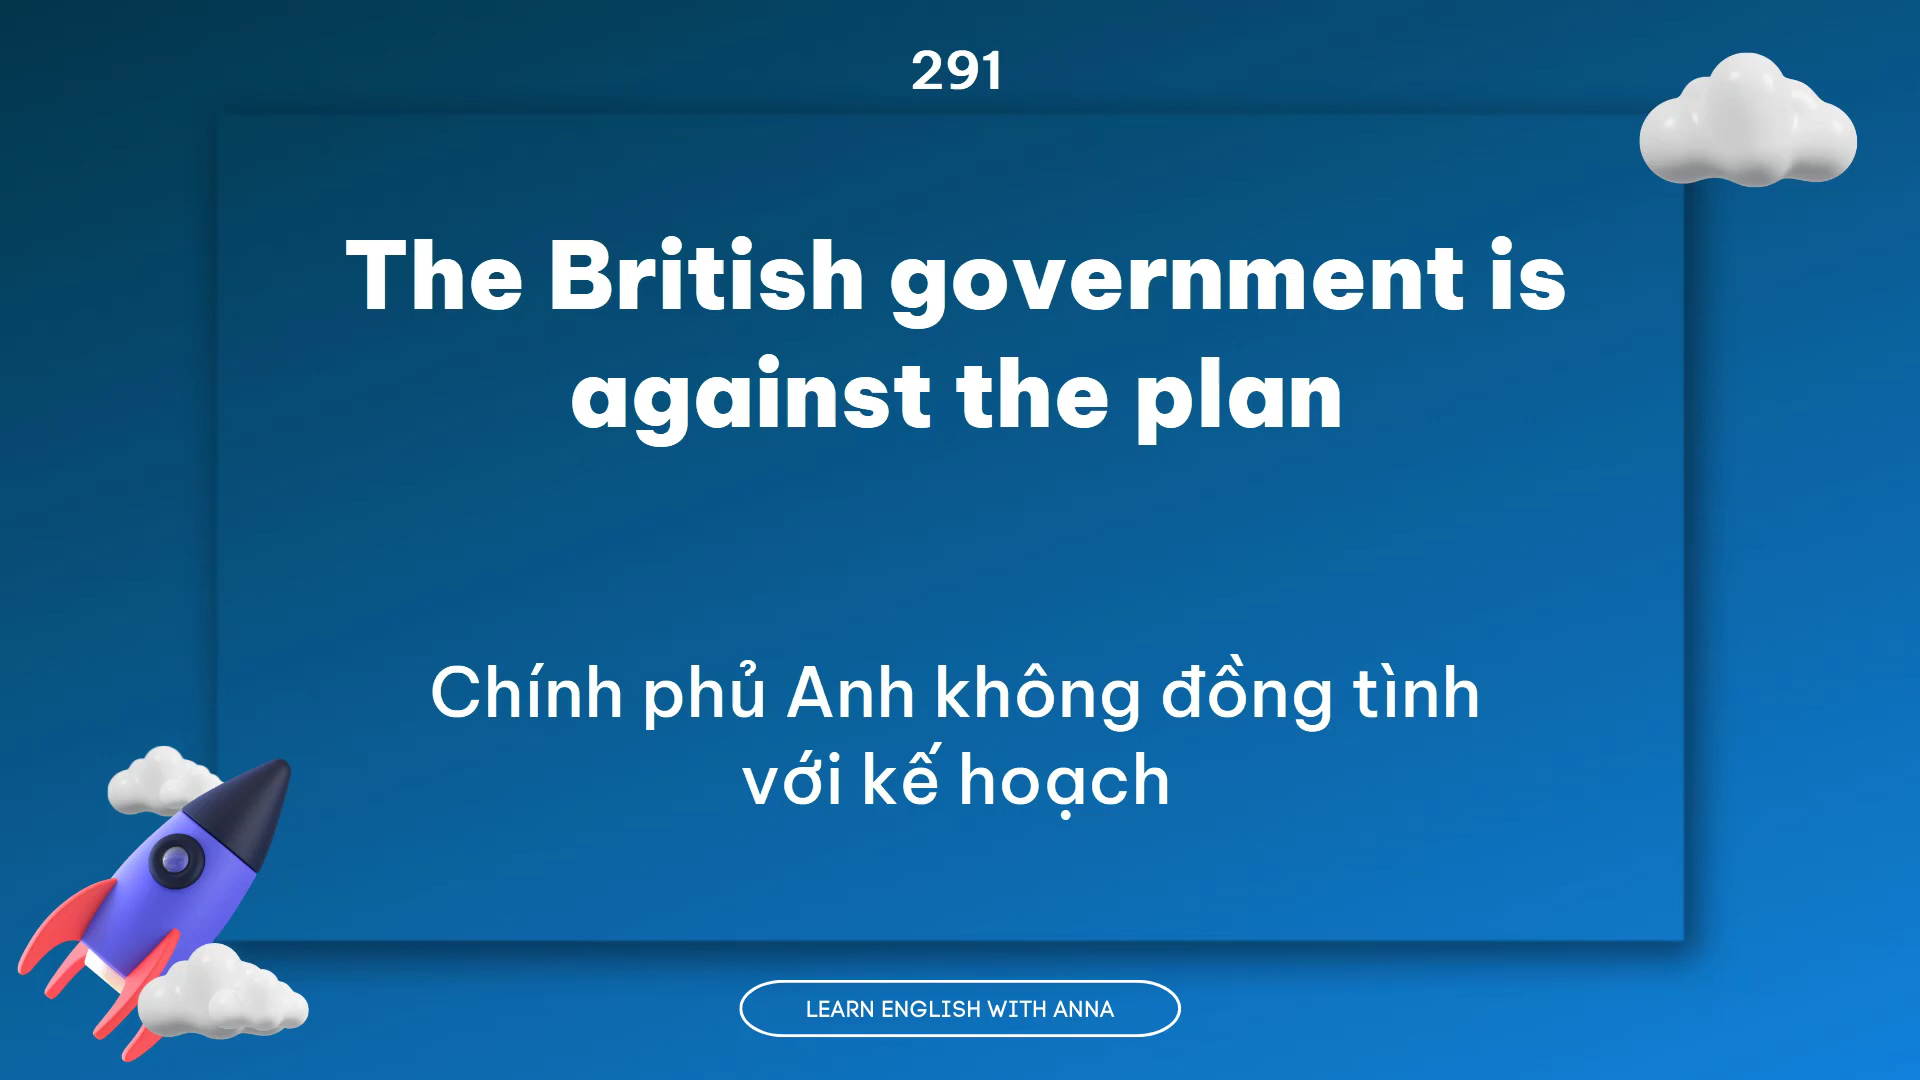 291
The British government is
against the plan
Chính phủ Anh không đồng tình
với kế hoạch
LEARN ENGLISH WITH ANNA